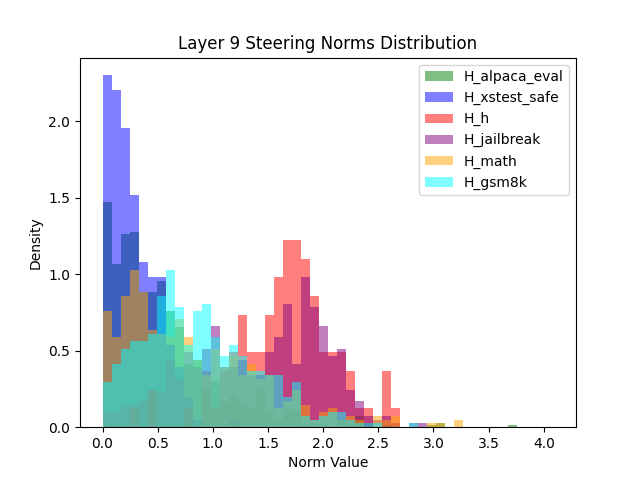 Layer 9 Steering Norms Distribution
H_alpaca_eval
H_xstest_safe
H_h
H_jailbreak
H_math
H_gsm8k
Density
2.0
1.5
1.0
0.5
0.0
0.0 0.5 1.0 1.5 2.0 2.5 3.0 3.5 4.0
Norm Value